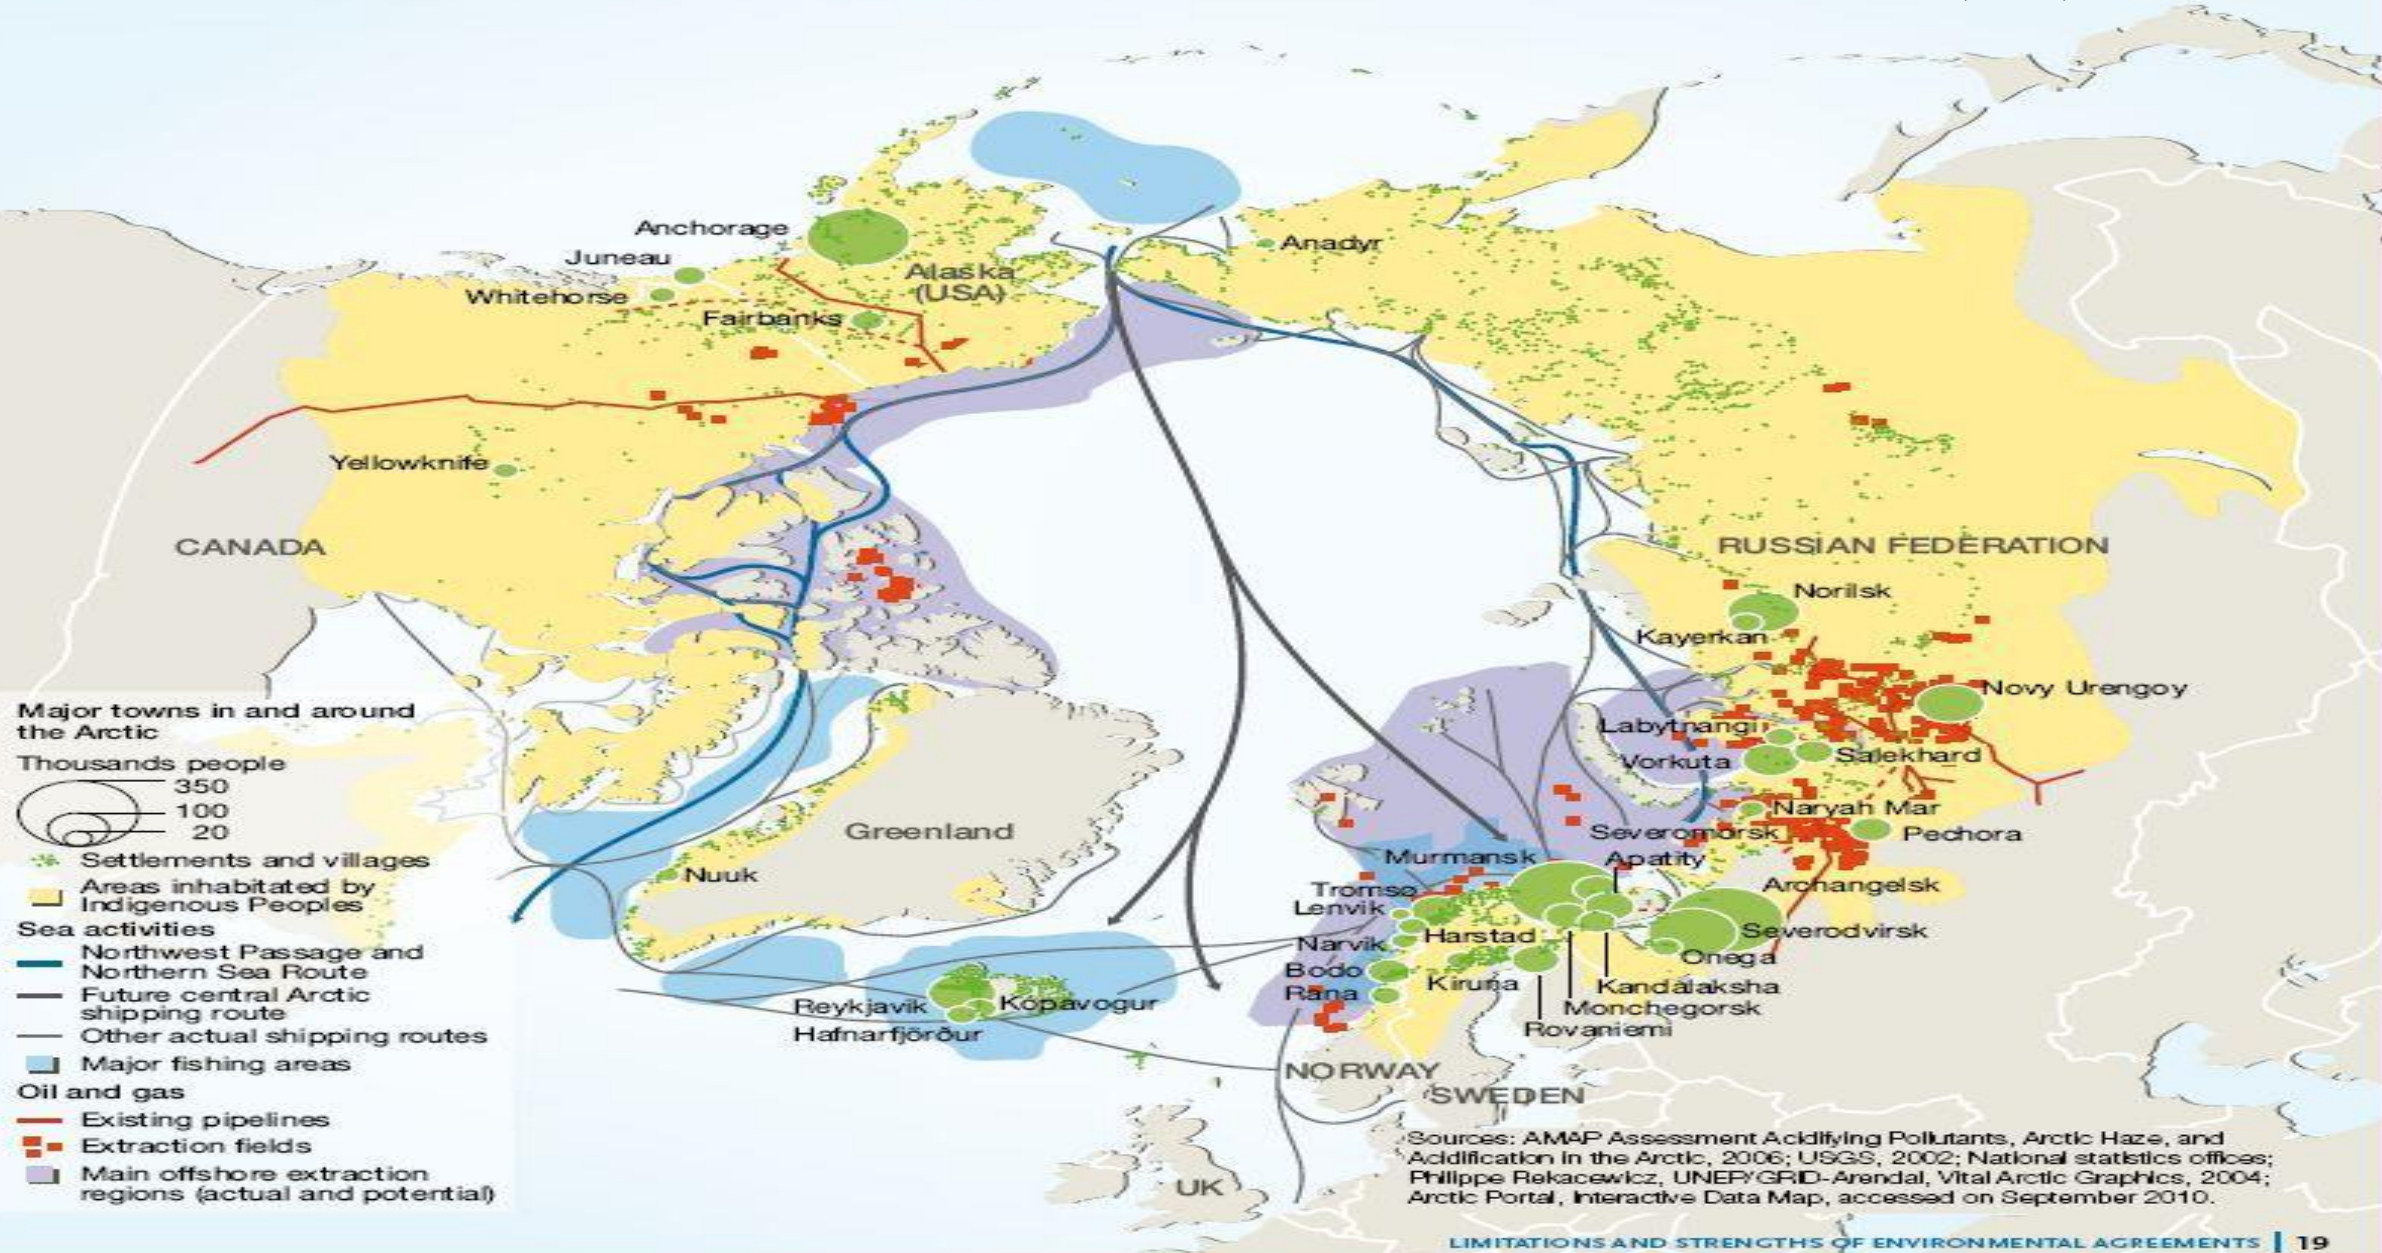 Anchorage
Juneau
Whitehorse
Fairbanks
Alaska
(USA)
Anadyr
Yellowknife
CANADA
RUSSIAN FEDERATION
Norilsk
Kayerkan
Novy Urengoy
Labytnangi
Salekhard
Vorkuta
Naryah Mar
Severomorsk
Pechora
Murmansk
Apatity
Tromsø
Archangelsk
Lenvik
Narvik
Harstad
Severodvirsk
Onega
Bodo
Kiruna
Rana
Kandalaksha
Monchegorsk
Rovaniemi
Greenland
Nuuk
Reykjavik
Kopavogur
Hafnarfjörður
NORWAY
SWEDEN
UK
Major towns in and around
the Arctic
Thousands people
350
100
20
Settlements and villages
Areas inhabitated by
Indigenous Peoples
Sea activities
Northwest Passage and
Northern Sea Route
Future central Arctic
shipping route
Other actual shipping routes
Major fishing areas
Oil and gas
Existing pipelines
Extraction fields
Main offshore extraction
regions (actual and potential)
Sources: AMAP Assessment Acidifying Pollutants, Arctic Haze, and
Acidification in the Arctic, 2006; USGS, 2002; National statistics offices;
Philippe Rekacewicz, UNEP/GRID-Arendal, Vital Arctic Graphics, 2004;
Arctic Portal, Interactive Data Map, accessed on September 2010.
LIMITATIONS AND STRENGTHS OF ENVIRONMENTAL AGREEMENTS | 19